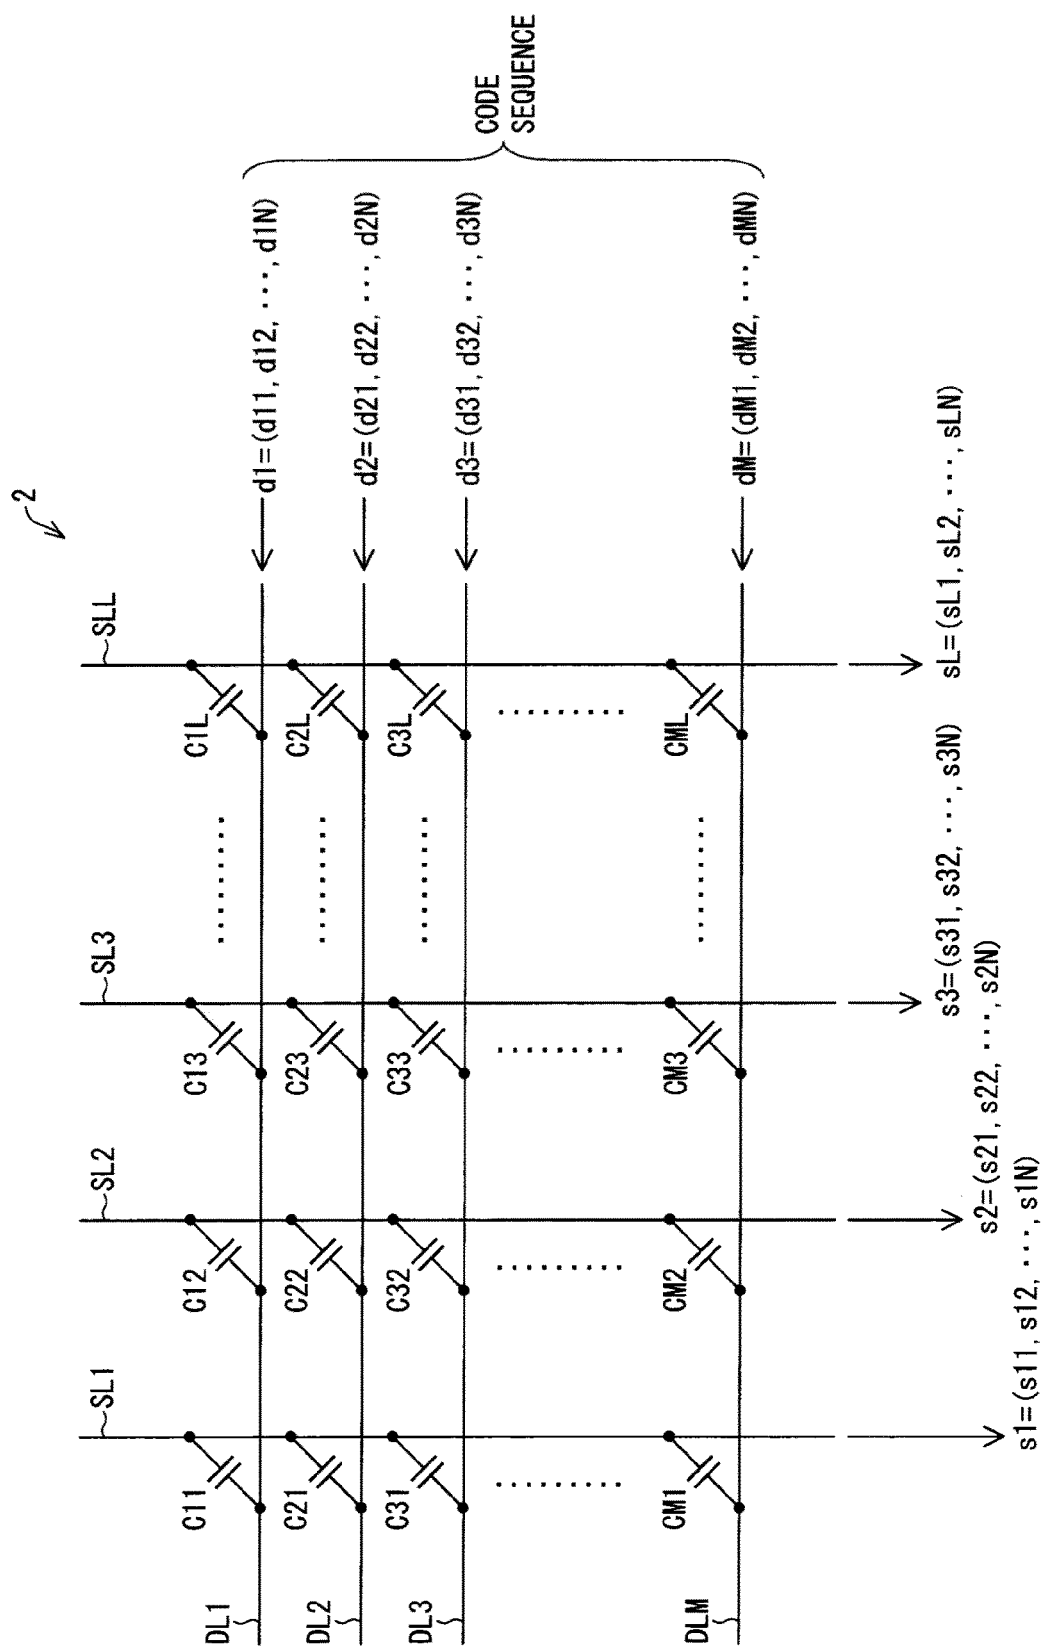 2
SL1
SL2
SL3
SLL
DL1
C11
C12
C13
.........
C1L
d1=(d11, d12, ···, d1N)
DL2
C21
C22
C23
.........
C2L
d2=(d21, d22, ···, d2N)
DL3
C31
C32
C33
.........
C3L
d3=(d31, d32, ···, d3N)
CODE
SEQUENCE
.........
.........
.........
.........
DLM
CM1
CM2
CM3
.........
CML
dM=(dM1, dM2, ···, dMN)
s1=(s11, s12, ···, s1N)
s2=(s21, s22, ···, s2N)
s3=(s31, s32, ···, s3N)
sL=(sL1, sL2, ···, sLN)